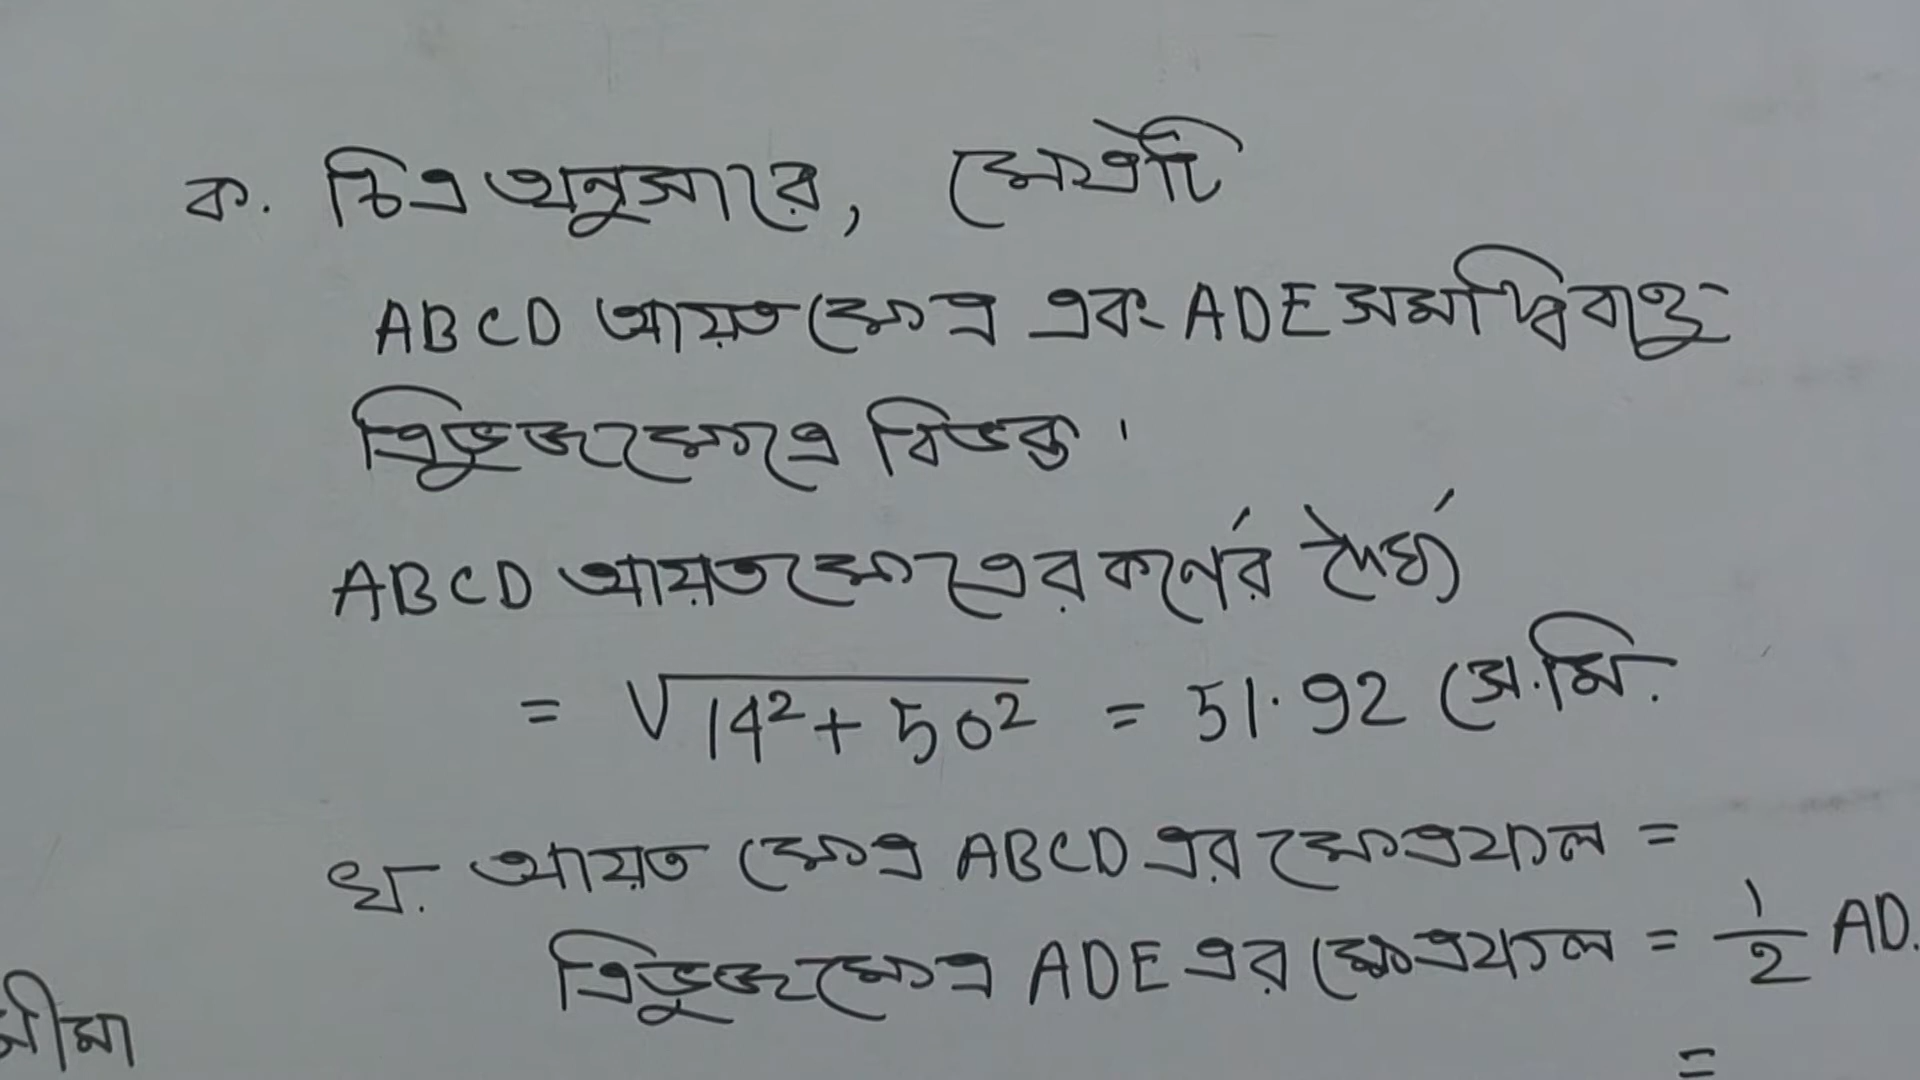 ক. চিত্র অনুসারে, ক্ষেত্রটি
ABCD আয়তক্ষেত্র এবং ADE সমদ্বিবাহু
ত্রিভুজক্ষেত্রে বিভক্ত।
ABCD আয়তক্ষেত্রের কর্ণের দৈর্ঘ্য
= √14² + 50² = 51.92 সে.মি.
খ. আয়ত ক্ষেত্র ABCD এর ক্ষেত্রফল =
ত্রিভুজক্ষেত্র ADE এর ক্ষেত্রফল = 1/2 AD.
সীমা
=